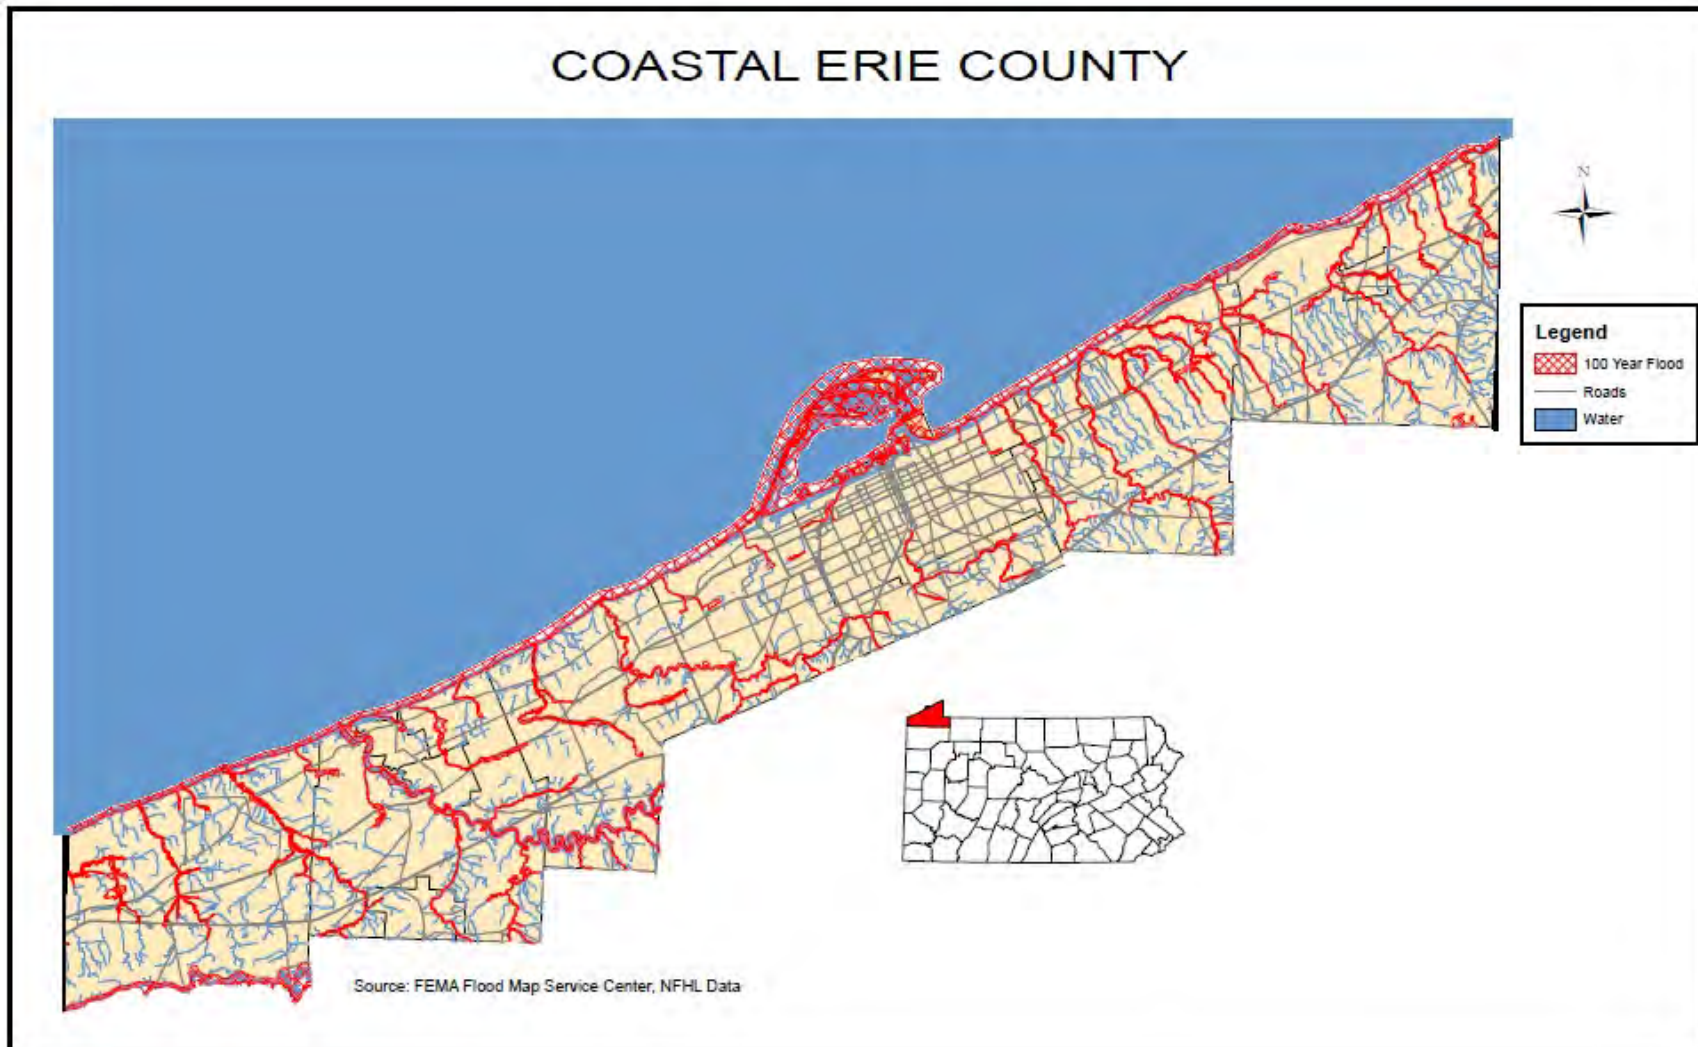 COASTAL ERIE COUNTY
N
Legend
100 Year Flood
Roads
Water
Source: FEMA Flood Map Service Center, NFHL Data